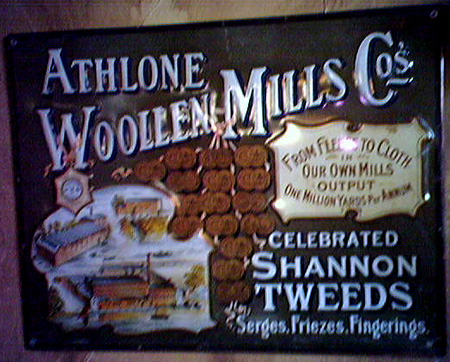 ATHLONE
WOOLLEN MILLS Cos.
FROM FLEECE TO CLOTH
IN
OUR OWN MILLS
OUTPUT
ONE MILLION YARDS PER ANNUM
CELEBRATED
SHANNON
TWEEDS
Serges, Friezes, Fingerings.